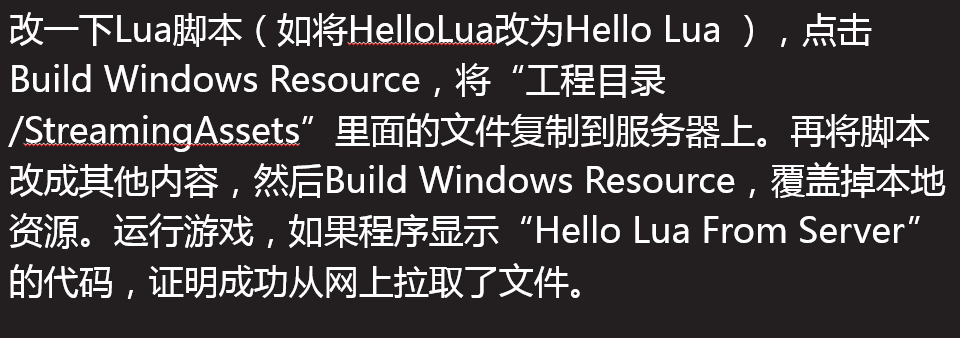 改一下Lua脚本（如将HelloLua改为Hello Lua ），点击
Build Windows Resource，将“工程目录
/StreamingAssets”里面的文件复制到服务器上。再将脚本
改成其他内容，然后Build Windows Resource，覆盖掉本地
资源。运行游戏，如果程序显示“Hello Lua From Server”
的代码，证明成功从网上拉取了文件。